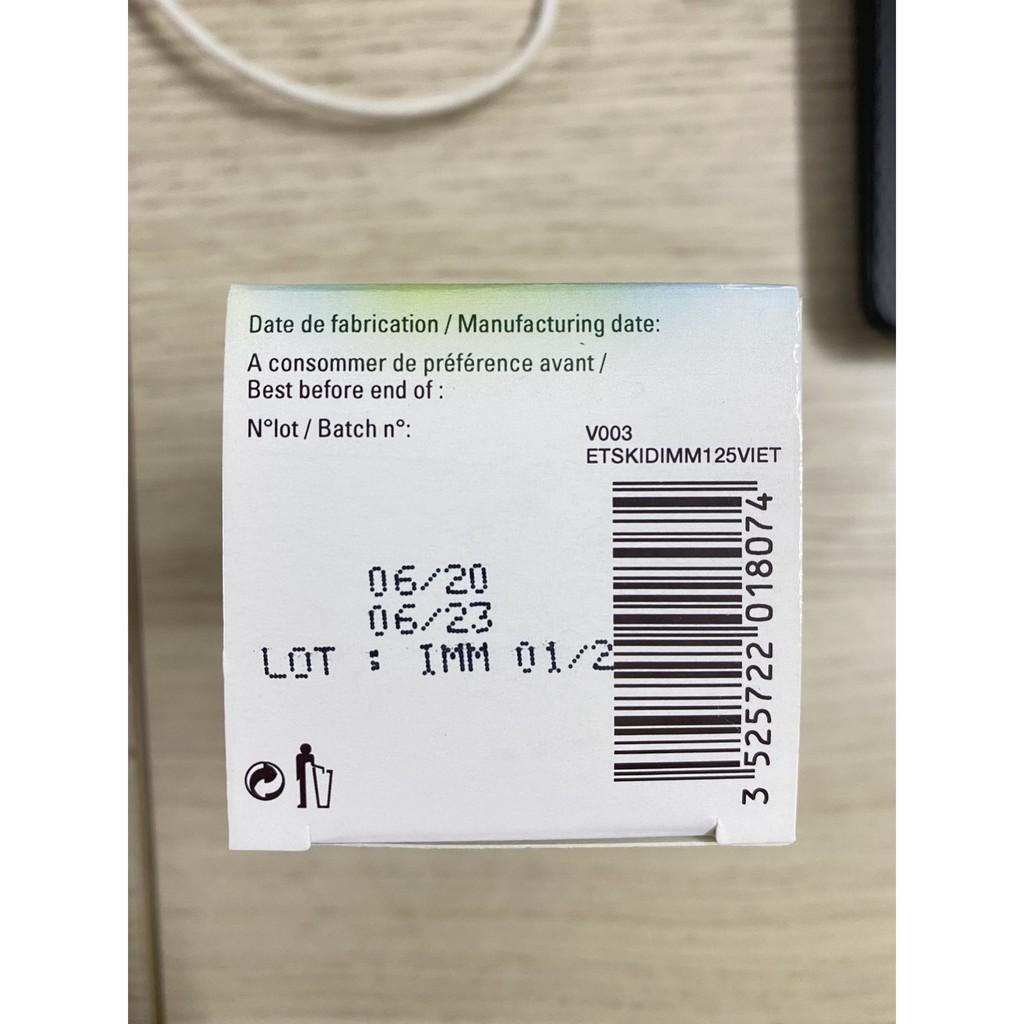 Date de fabrication / Manufacturing date:
A consommer de préférence avant /
Best before end of :
N°lot / Batch n°:
V003
ETSKIDIMM125VIET
06/20
06/23
LOT : IMM 01/2
3 525722 018074